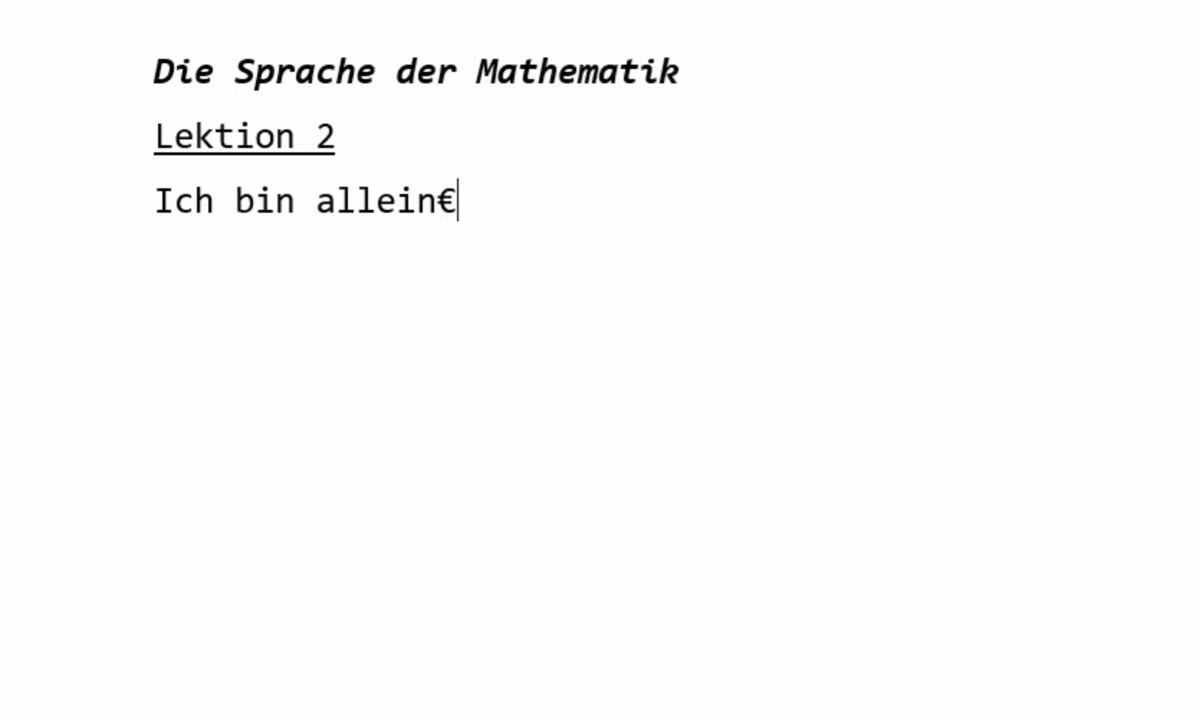 Die Sprache der Mathematik
Lektion 2
Ich bin allein€